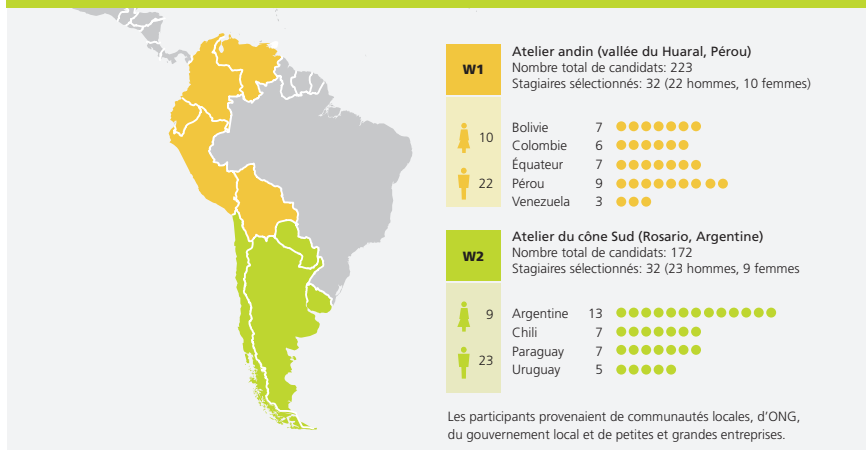 W1
Atelier andin (vallée du Huaral, Pérou)
Nombre total de candidats: 223
Stagiaires sélectionnés: 32 (22 hommes, 10 femmes)
10
22
Bolivie 7
Colombie 6
Équateur 7
Pérou 9
Venezuela 3
W2
Atelier du cône Sud (Rosario, Argentine)
Nombre total de candidats: 172
Stagiaires sélectionnés: 32 (23 hommes, 9 femmes
9
23
Argentine 13
Chili 7
Paraguay 7
Uruguay 5
Les participants provenaient de communautés locales, d’ONG,
du gouvernement local et de petites et grandes entreprises.